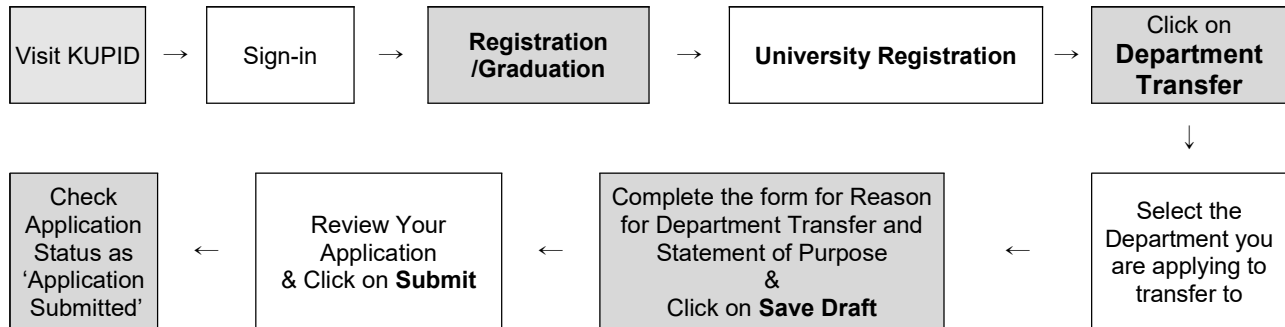 Visit KUPID
→
Sign-in
→
Registration
/Graduation
→
University Registration
→
Click on
Department
Transfer
↓
Select the
Department you
are applying to
transfer to
←
Complete the form for Reason
for Department Transfer and
Statement of Purpose
&
Click on Save Draft
←
Review Your
Application
& Click on Submit
←
Check
Application
Status as
‘Application
Submitted’